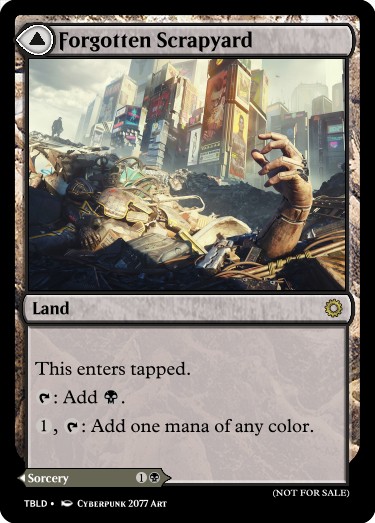 Forgotten Scrapyard
Land
This enters tapped.
: Add .
1 , : Add one mana of any color.
Sorcery 1
(NOT FOR SALE)
TBLD • Cyberpunk 2077 Art